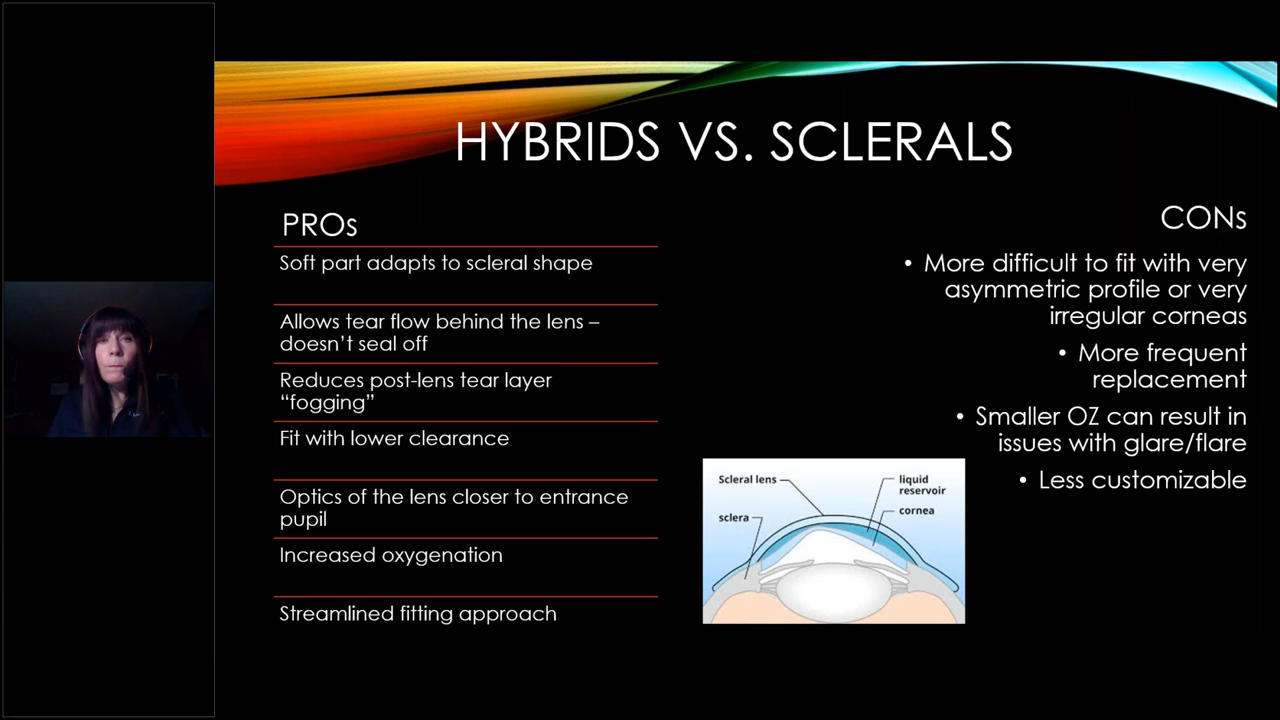 HYBRIDS VS. SCLERALS
PROs
Soft part adapts to scleral shape
Allows tear flow behind the lens –
doesn't seal off
Reduces post-lens tear layer
“fogging”
Fit with lower clearance
Optics of the lens closer to entrance
pupil
Increased oxygenation
Streamlined fitting approach
CONs
• More difficult to fit with very
asymmetric profile or very
irregular corneas
• More frequent
replacement
• Smaller OZ can result in
issues with glare/flare
• Less customizable
Scleral lens
liquid
reservoir
cornea
sclera